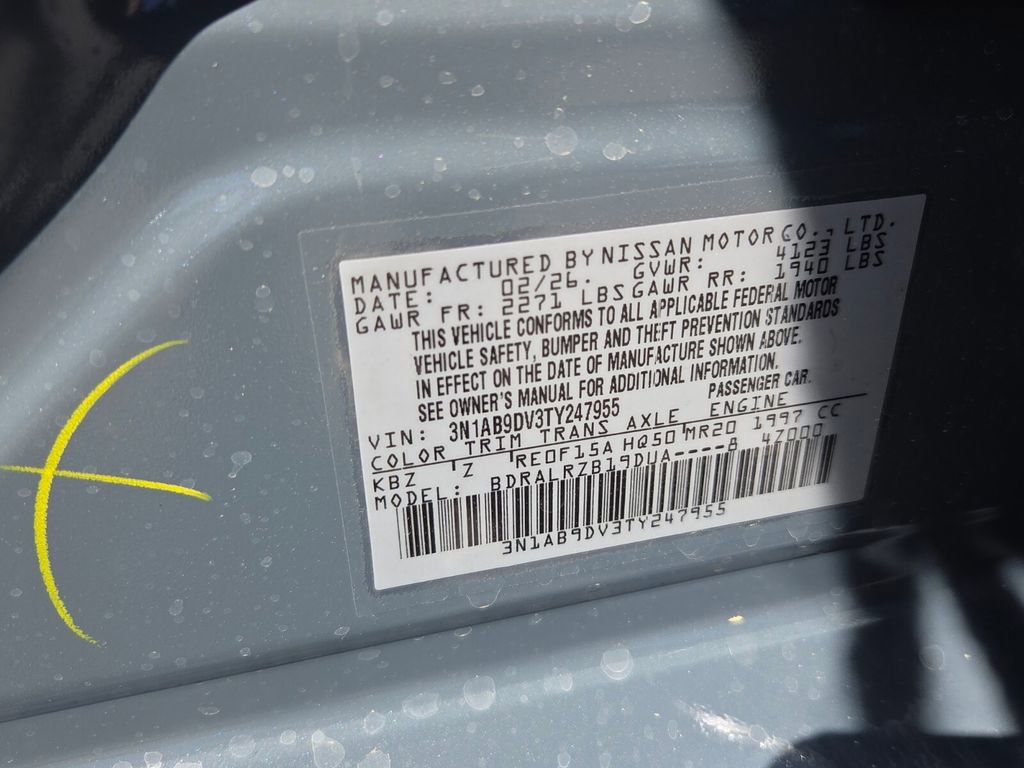 MANUFACTURED BY NISSAN MOTOR CO., LTD.
DATE: 02/26. GVWR: 4123 LBS
GAWR FR: 2271 LBS GAWR RR: 1940 LBS
THIS VEHICLE CONFORMS TO ALL APPLICABLE FEDERAL MOTOR
VEHICLE SAFETY, BUMPER AND THEFT PREVENTION STANDARDS
IN EFFECT ON THE DATE OF MANUFACTURE SHOWN ABOVE.
SEE OWNER'S MANUAL FOR ADDITIONAL INFORMATION.
VIN: 3N1AB9DV3TY247955 PASSENGER CAR.
COLOR TRIM TRANS AXLE ENGINE
KBZ Z RE0F15A HQ50 MR20 1997 CC
MODEL: BDRALRZB19DUA----8 47000
3N1AB9DV3TY247955